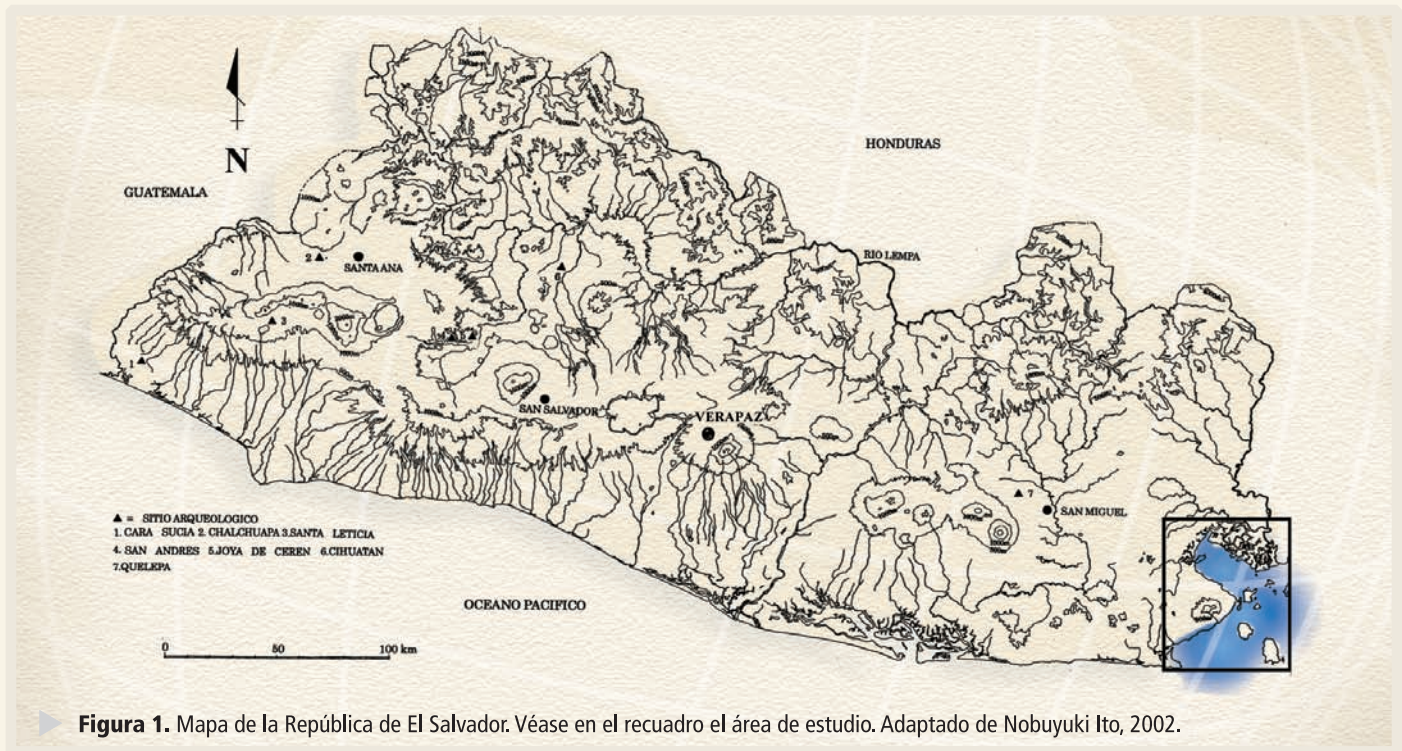 N
GUATEMALA
HONDURAS
RIO LEMPA
2
SANTA ANA
3
6
1
SAN SALVADOR
VERAPAZ
7
SAN MIGUEL
▲ = SITIO ARQUEOLOGICO
1. CARA SUCIA 2. CHALCHUAPA 3.SANTA LETICIA
4. SAN ANDRES 5.JOYA DE CEREN 6.CIHUATAN
7.QUELEPA
OCEANO PACIFICO
0 50 100 km
Figura 1. Mapa de la República de El Salvador. Véase en el recuadro el área de estudio. Adaptado de Nobuyuki Ito, 2002.